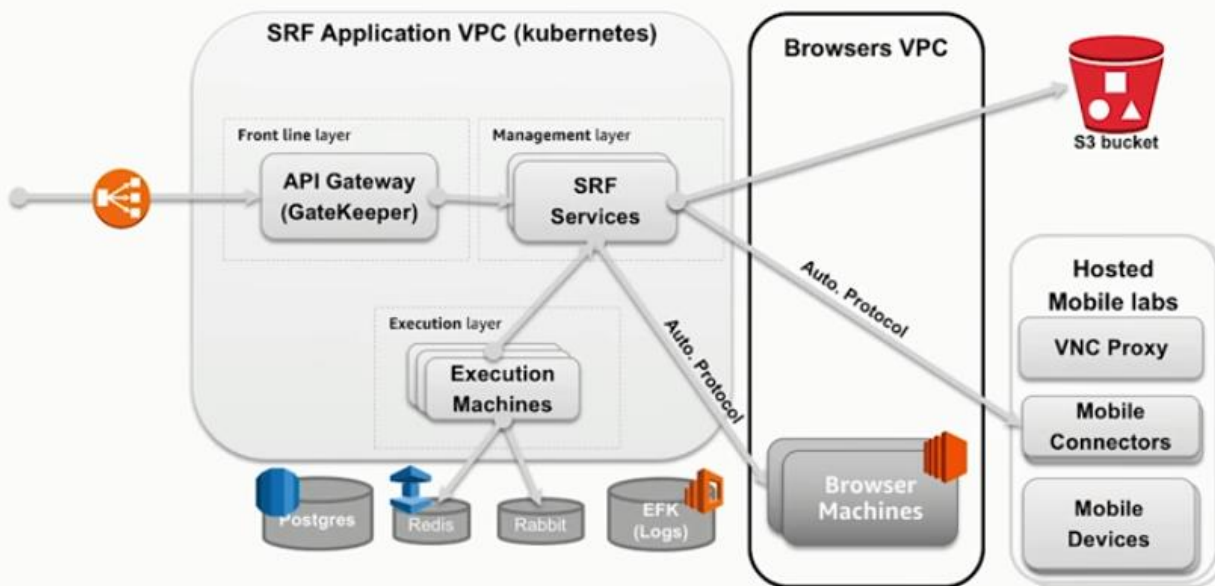 SRF Application VPC (kubernetes)
Browsers VPC
S3 bucket
Front line layer
Management layer
API Gateway
(GateKeeper)
SRF
Services
Execution layer
Execution
Machines
Auto. Protocol
Auto. Protocol
Hosted
Mobile labs
VNC Proxy
Mobile
Connectors
Mobile
Devices
Browser
Machines
Postgres
Redis
Rabbit
EFK
(Logs)